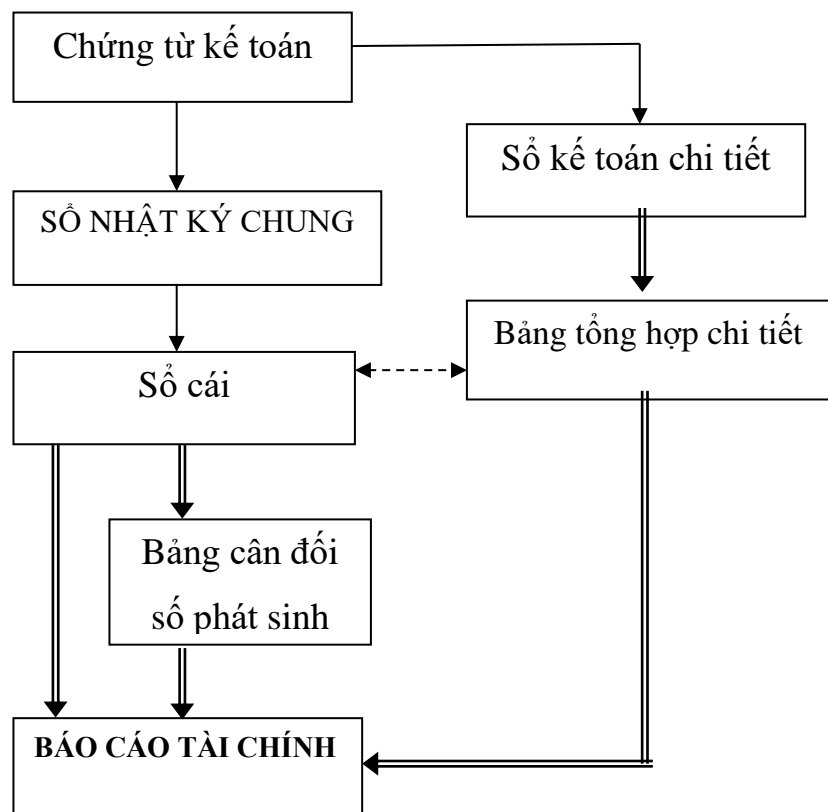 Chứng từ kế toán
Sổ kế toán chi tiết
SỔ NHẬT KÝ CHUNG
Bảng tổng hợp chi tiết
Sổ cái
Bảng cân đối
số phát sinh
BÁO CÁO TÀI CHÍNH